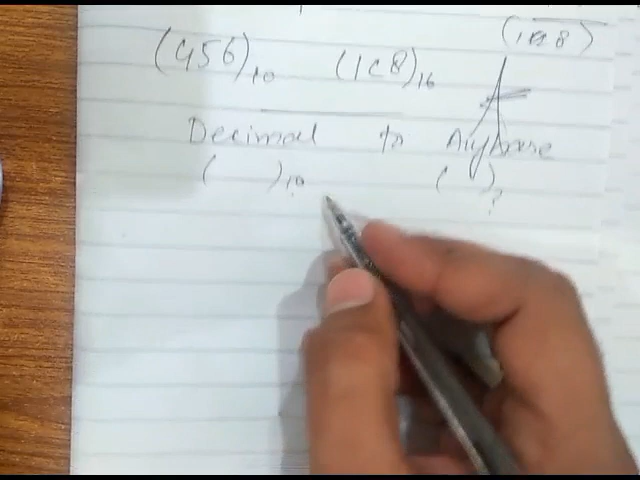 (1C8)
(456)10 (1C8)16
Decimal to Anybase
( )10 ( )?